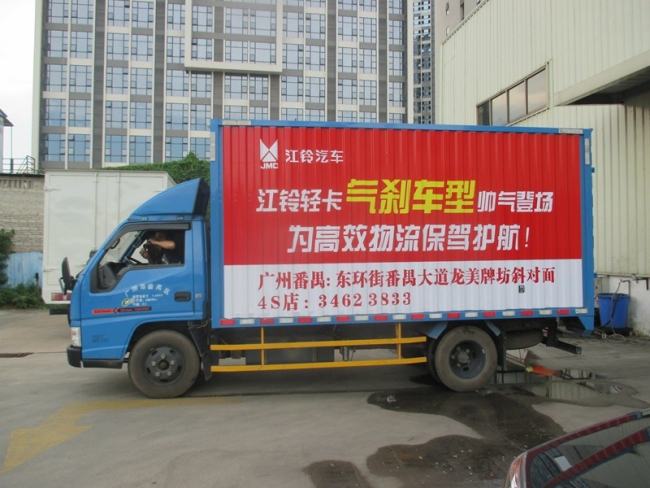 JMC 江铃汽车
江铃轻卡气刹车型帅气登场
为高效物流保驾护航！
广州番禺：东环街番禺大道龙美牌坊斜对面
4S店：34623833